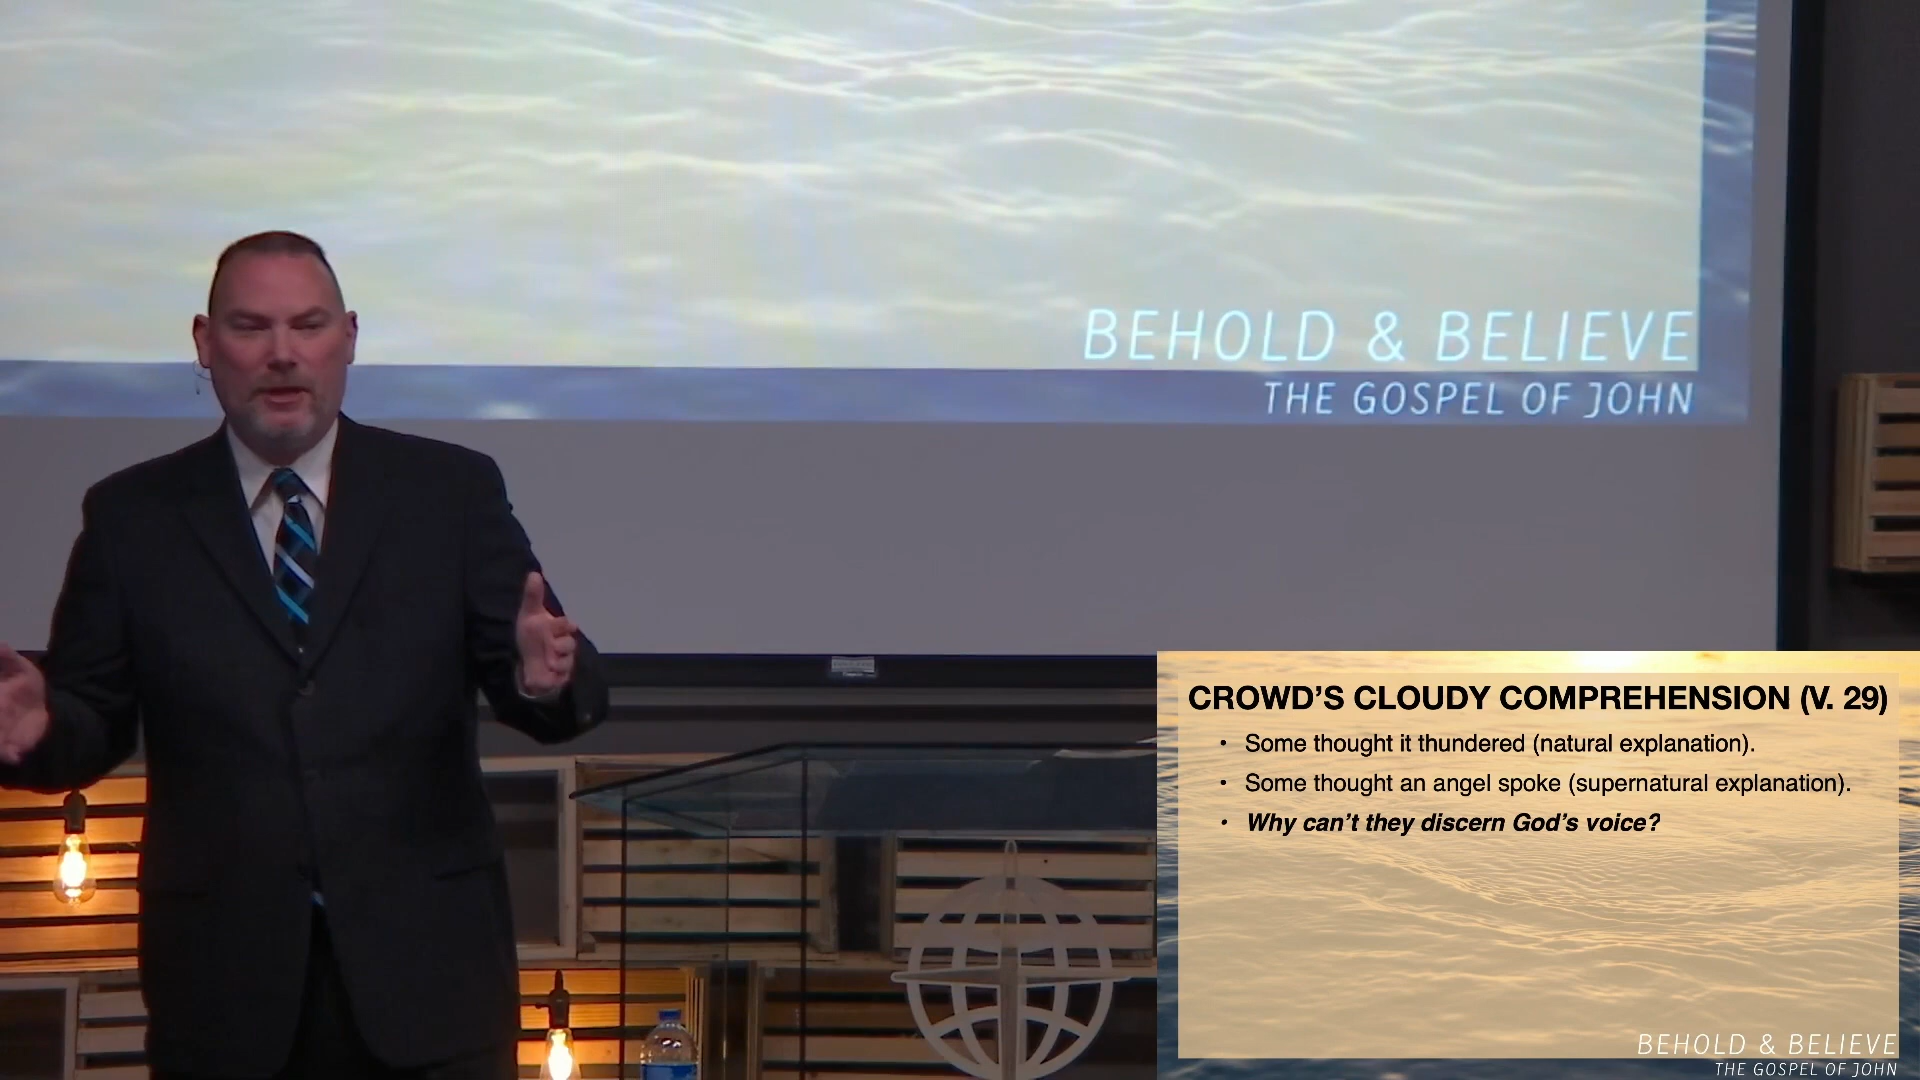 BEHOLD & BELIEVE
THE GOSPEL OF JOHN
CROWD’S CLOUDY COMPREHENSION (V. 29)
• Some thought it thundered (natural explanation).
• Some thought an angel spoke (supernatural explanation).
• Why can’t they discern God’s voice?
BEHOLD & BELIEVE
THE GOSPEL OF JOHN